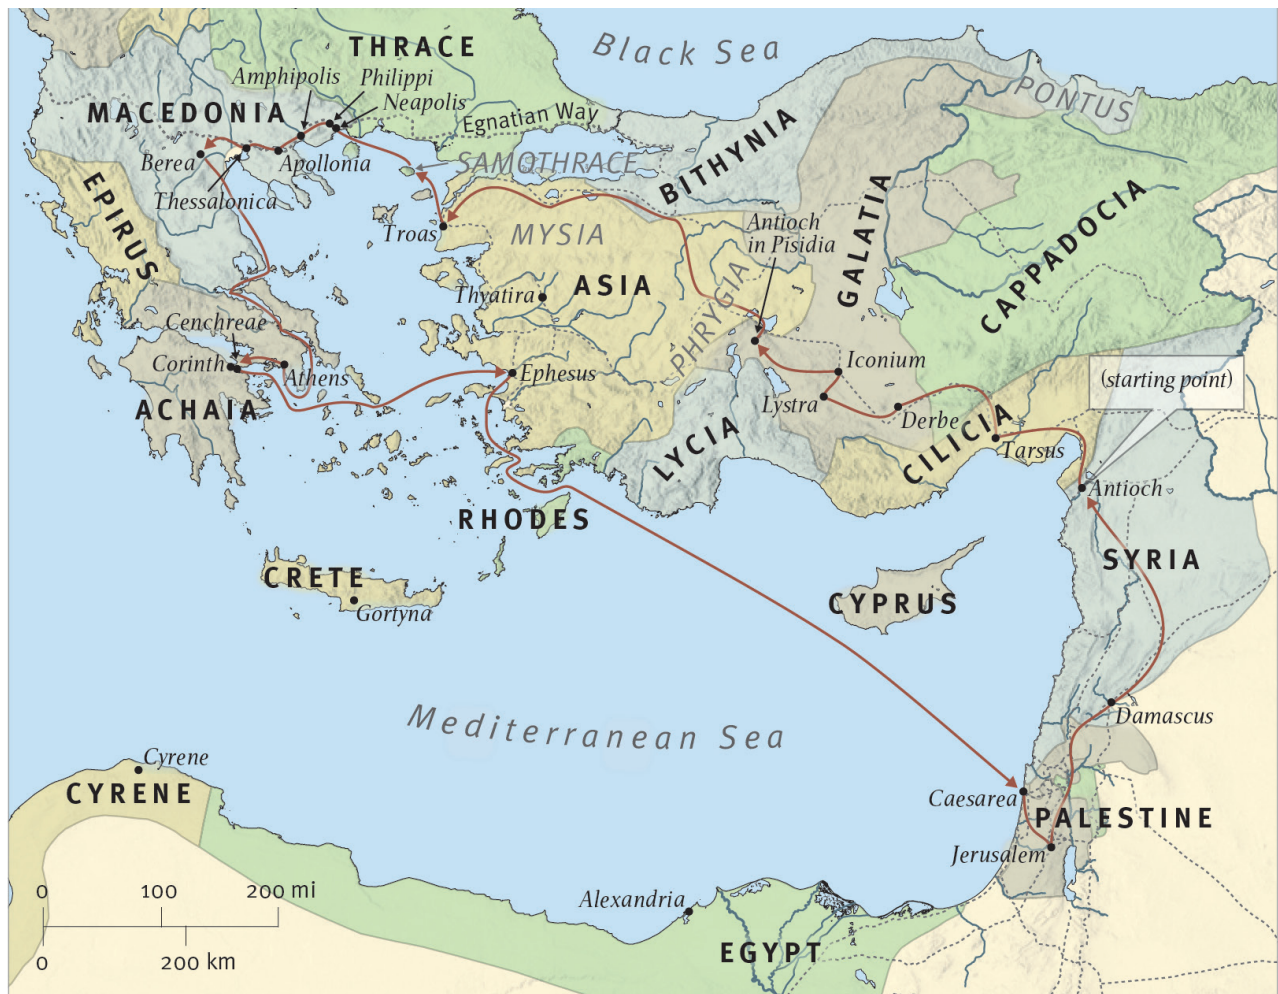 Black Sea
THRACE
Amphipolis
Philippi
Neapolis
MACEDONIA
Egnatian Way
PONTUS
Berea
Apollonia
SAMOTHRACE
BITHYNIA
Thessalonica
EPIRUS
Troas
MYSIA
Antioch
in Pisidia
GALATIA
CAPPADOCIA
Thyatira
ASIA
PHRYGIA
Cenchreae
Corinth
Athens
Ephesus
Iconium
(starting point)
ACHAIA
Lystra
Derbe
LYCIA
CILICIA
Tarsus
Antioch
RHODES
SYRIA
CRETE
Gortyna
CYPRUS
Mediterranean Sea
Damascus
Cyrene
CYRENE
Caesarea
PALESTINE
Jerusalem
0 100 200 mi
0 200 km
Alexandria
EGYPT